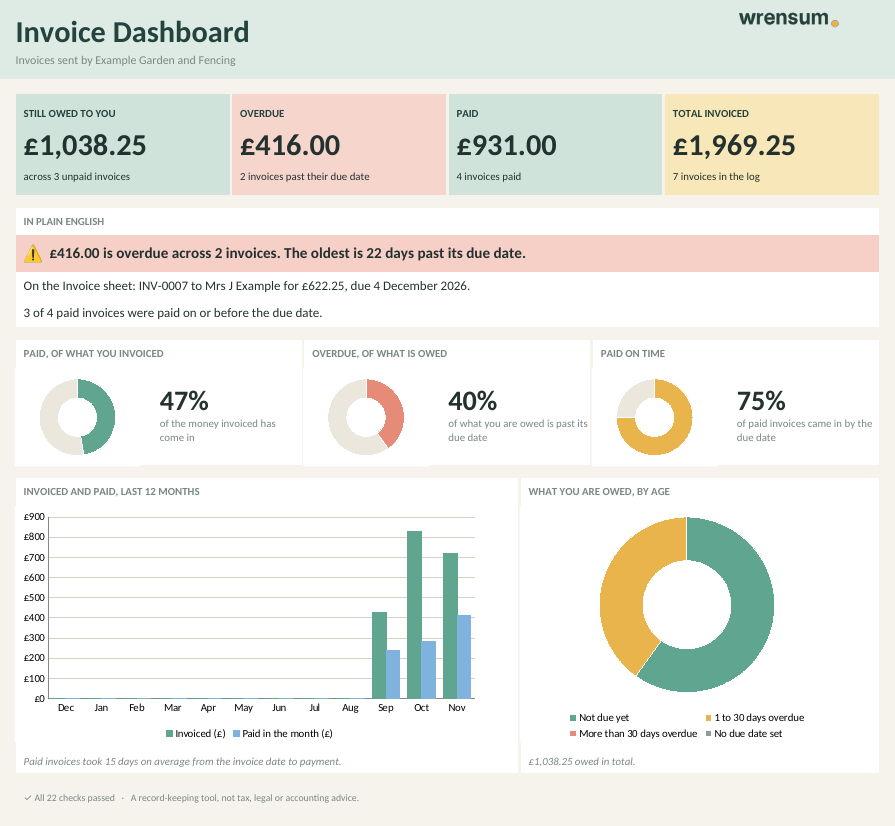 Invoice Dashboard
wrensum
Invoices sent by Example Garden and Fencing
STILL OWED TO YOU
£1,038.25
across 3 unpaid invoices
OVERDUE
£416.00
2 invoices past their due date
PAID
£931.00
4 invoices paid
TOTAL INVOICED
£1,969.25
7 invoices in the log
IN PLAIN ENGLISH
⚠️ £416.00 is overdue across 2 invoices. The oldest is 22 days past its due date.
On the Invoice sheet: INV-0007 to Mrs J Example for £622.25, due 4 December 2026.
3 of 4 paid invoices were paid on or before the due date.
PAID, OF WHAT YOU INVOICED
47%
of the money invoiced has
come in
OVERDUE, OF WHAT IS OWED
40%
of what you are owed is past its
due date
PAID ON TIME
75%
of paid invoices came in by the
due date
INVOICED AND PAID, LAST 12 MONTHS
£900
£800
£700
£600
£500
£400
£300
£200
£100
£0
Dec Jan Feb Mar Apr May Jun Jul Aug Sep Oct Nov
Invoiced (£) Paid in the month (£)
Paid invoices took 15 days on average from the invoice date to payment.
WHAT YOU ARE OWED, BY AGE
Not due yet 1 to 30 days overdue
More than 30 days overdue No due date set
£1,038.25 owed in total.
✓ All 22 checks passed · A record-keeping tool, not tax, legal or accounting advice.